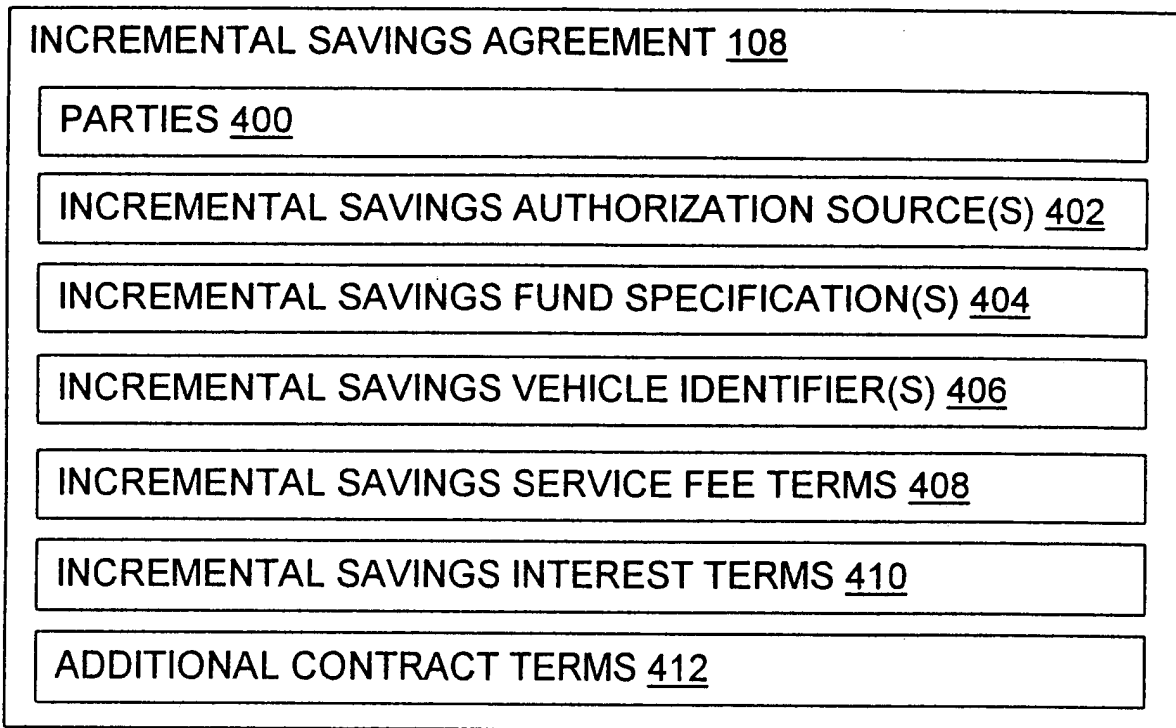 INCREMENTAL SAVINGS AGREEMENT 108
PARTIES 400
INCREMENTAL SAVINGS AUTHORIZATION SOURCE(S) 402
INCREMENTAL SAVINGS FUND SPECIFICATION(S) 404
INCREMENTAL SAVINGS VEHICLE IDENTIFIER(S) 406
INCREMENTAL SAVINGS SERVICE FEE TERMS 408
INCREMENTAL SAVINGS INTEREST TERMS 410
ADDITIONAL CONTRACT TERMS 412